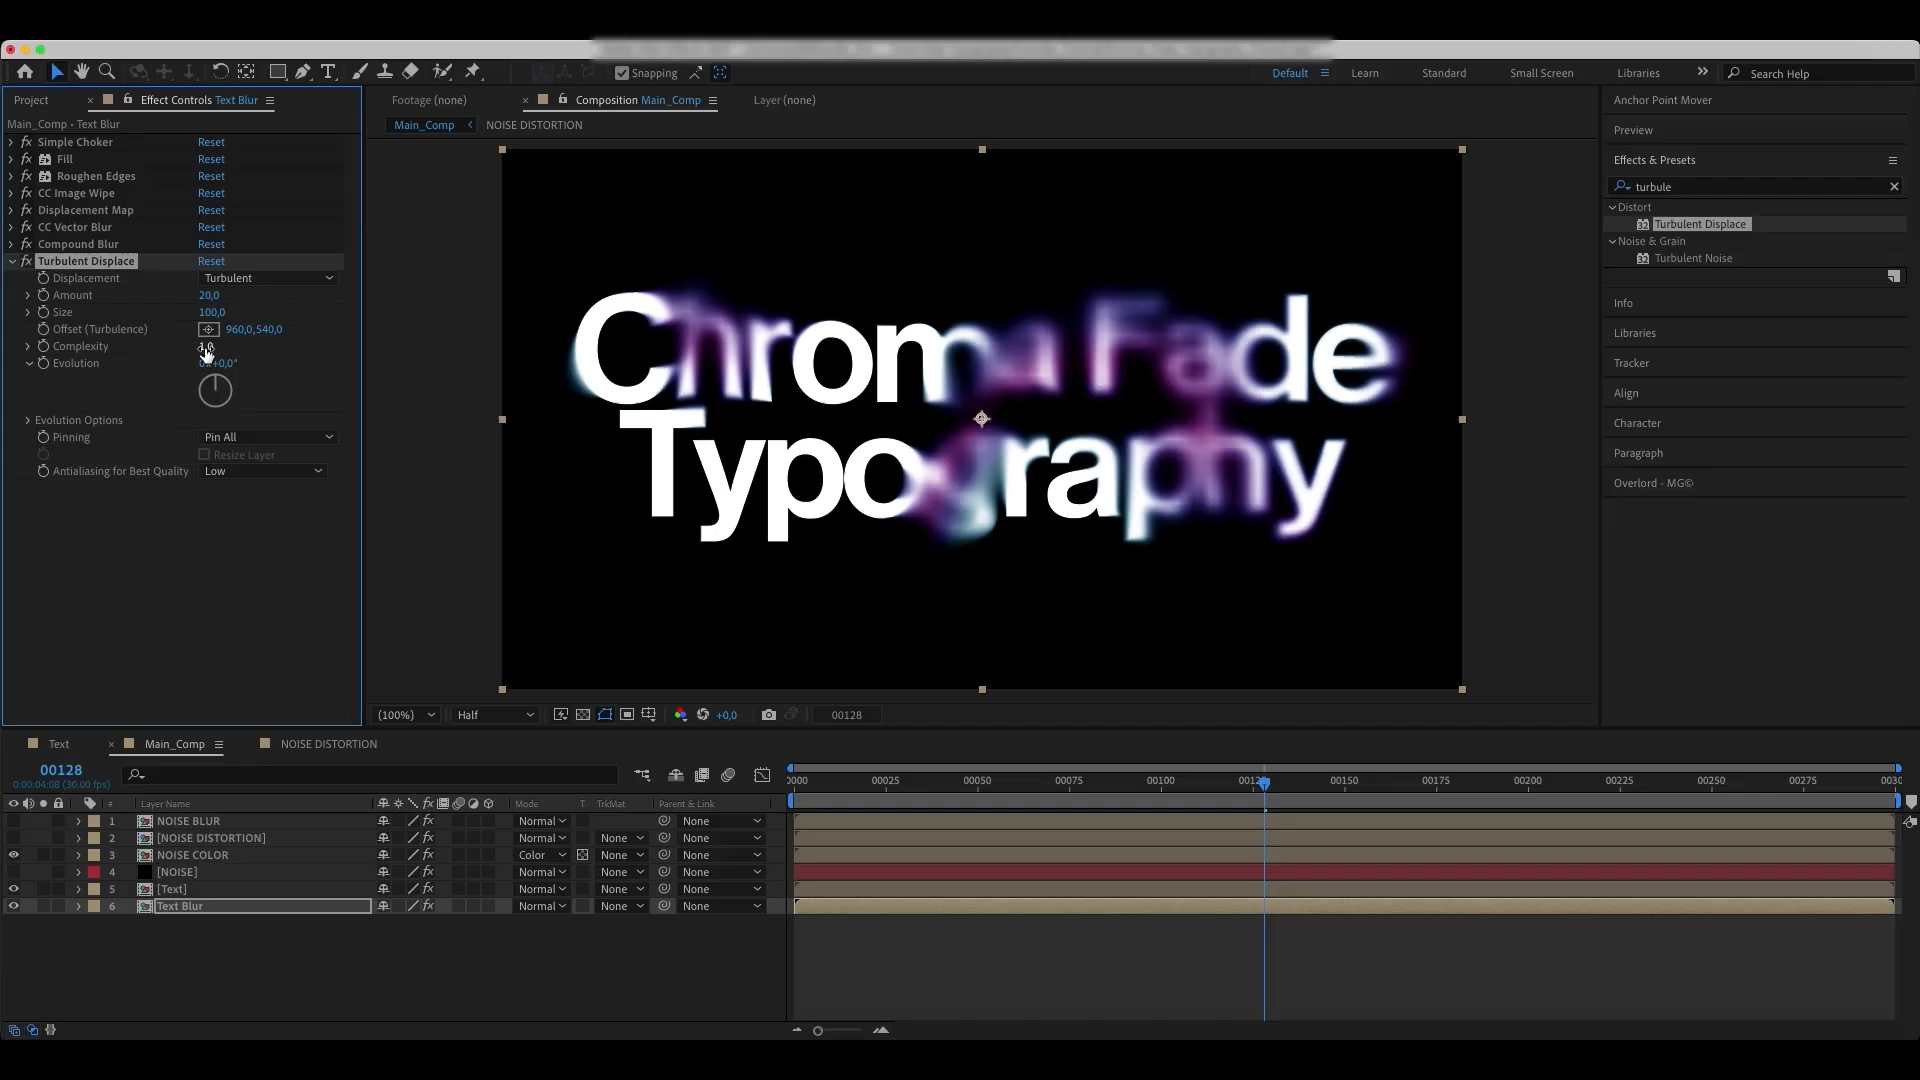 Snapping
Default
Learn
Standard
Small Screen
Libraries
Search Help
Project
Effect Controls Text Blur
Footage (none)
Composition Main_Comp
Layer (none)
Main_Comp • Text Blur
Main_Comp
NOISE DISTORTION
Simple Choker Reset
Fill Reset
Roughen Edges Reset
CC Image Wipe Reset
Displacement Map Reset
CC Vector Blur Reset
Compound Blur Reset
Turbulent Displace Reset
Displacement Turbulent
Amount 20,0
Size 100,0
Offset (Turbulence) 960,0,540,0
Complexity
Evolution
Evolution Options
Pinning Pin All
Resize Layer
Antialiasing for Best Quality Low
Chroma Fade
Typography
(100%) Half +0,0 00128
Anchor Point Mover
Preview
Effects & Presets
turbule
Distort
32 Turbulent Displace
Noise & Grain
32 Turbulent Noise
Info
Libraries
Tracker
Align
Character
Paragraph
Overlord - MG©
Text
Main_Comp
NOISE DISTORTION
00128
0:00:04:08 (30.00 fps)
# Layer Name Mode T TrkMat Parent & Link
1 NOISE BLUR Normal None
2 [NOISE DISTORTION] Normal None None
3 NOISE COLOR Color None None
4 [NOISE] Normal None None
5 [Text] Normal None None
6 Text Blur Normal None None
00025 00050 00075 00100 00150 00175 00200 00225 00250 00275